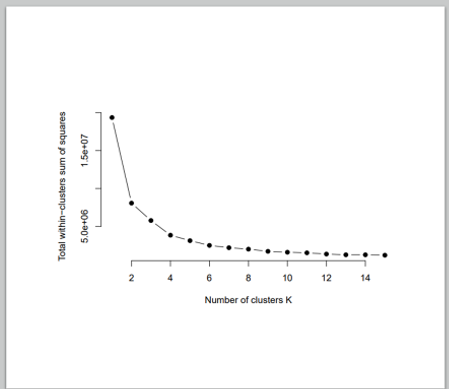 Total within−clusters sum of squares
1.5e+07
5.0e+06
2 4 6 8 10 12 14
Number of clusters K